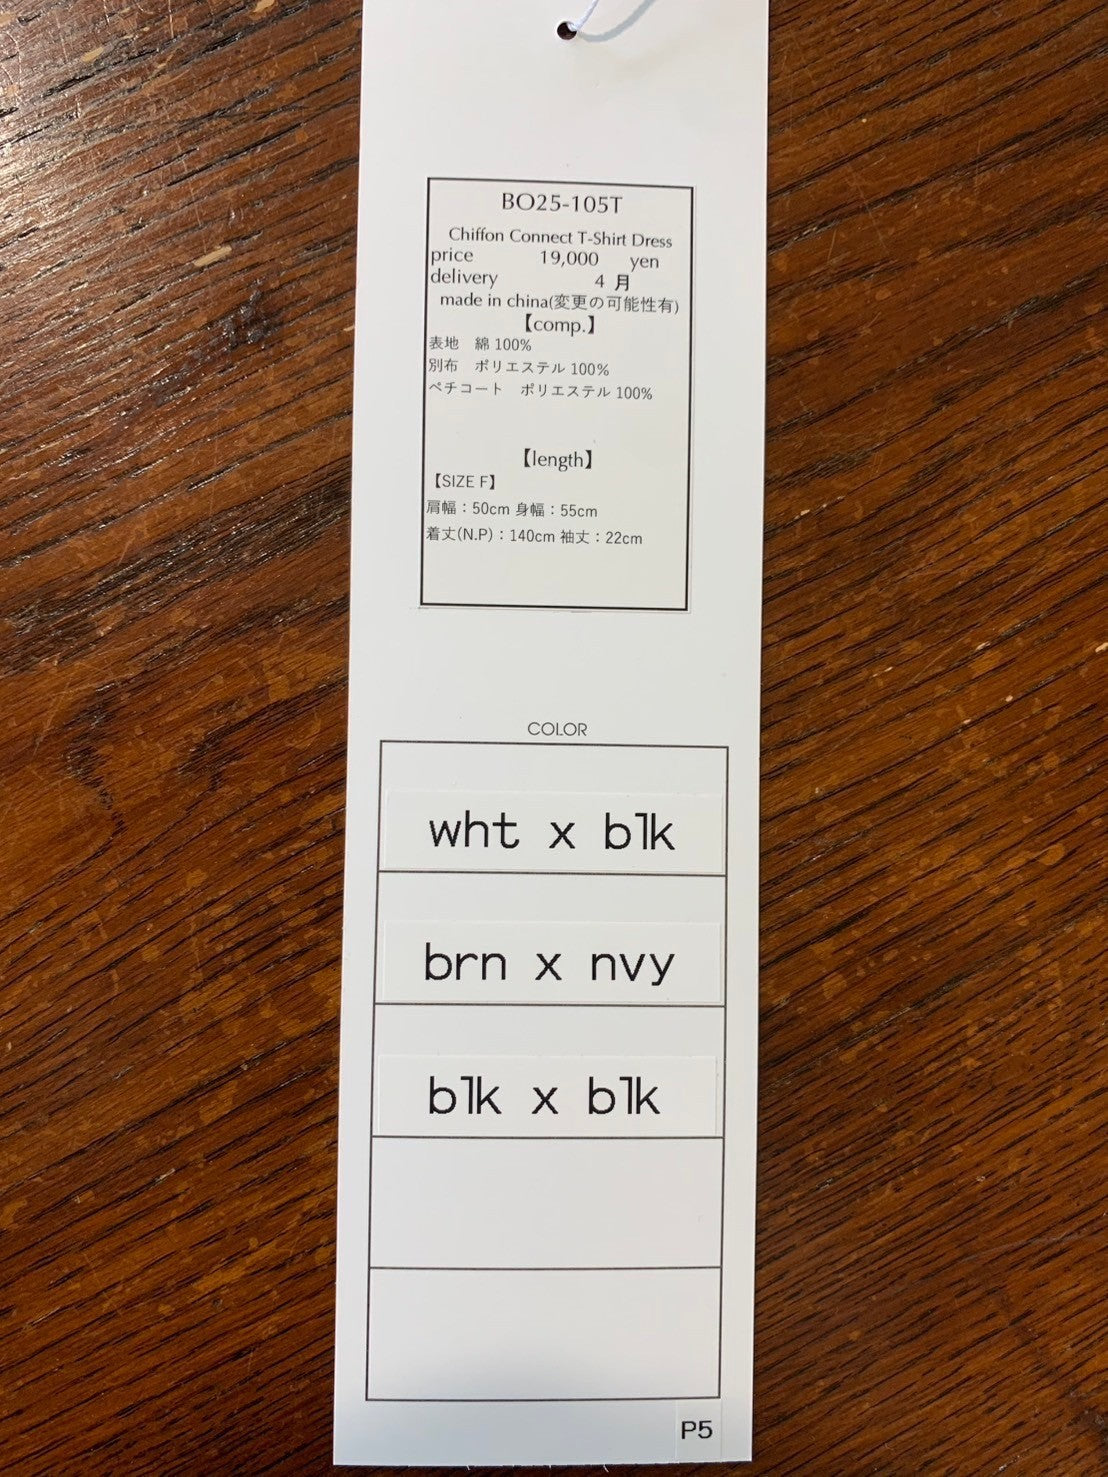 BO25-105T
Chiffon Connect T-Shirt Dress
price 19,000 yen
delivery 4 月
made in china(変更の可能性有)
【comp.】
表地 綿 100%
別布 ポリエステル 100%
ペチコート ポリエステル 100%
【length】
【SIZE F】
肩幅：50cm 身幅：55cm
着丈(N.P)：140cm 袖丈：22cm
COLOR
wht x blk
brn x nvy
blk x blk
P5